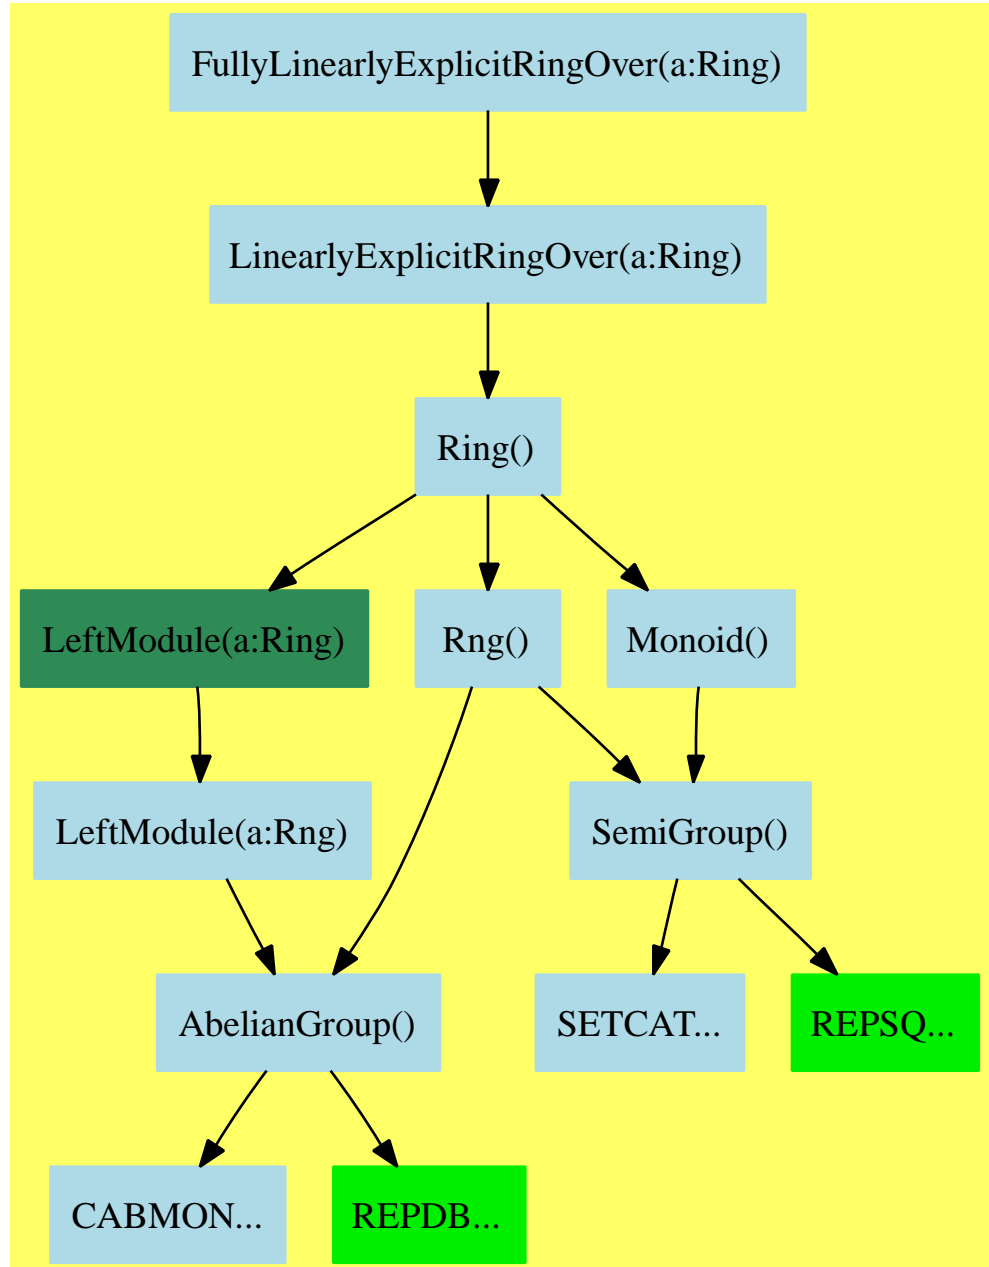 FullyLinearlyExplicitRingOver(a:Ring)
LinearlyExplicitRingOver(a:Ring)
Ring()
LeftModule(a:Ring)
Rng()
Monoid()
LeftModule(a:Rng)
SemiGroup()
AbelianGroup()
SETCAT...
REPSQ...
CABMON...
REPDB...